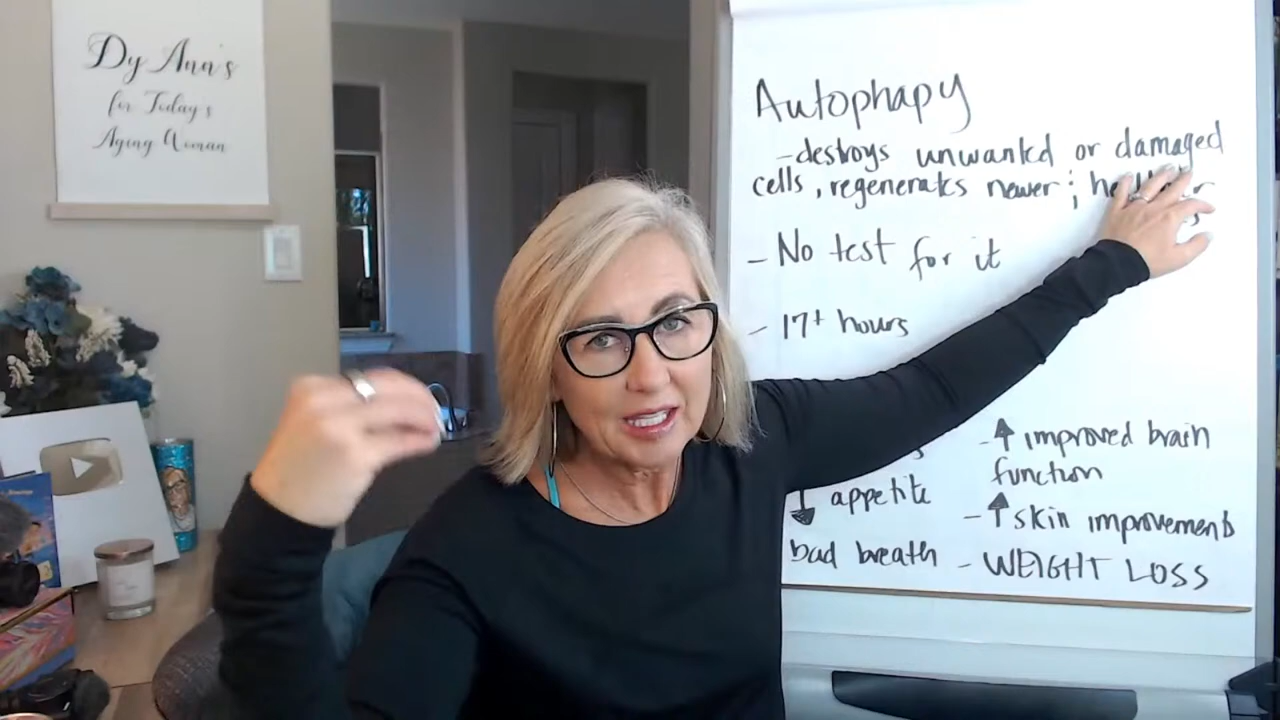 Dy Ann's
for Today's
Aging Woman
Autophapy
- destroys unwanted or damaged
cells, regenerates newer ;
- No test for it
- 17+ hours
- ↑ improved brain
function
↓ appetite
- ↑ skin improvements
bad breath
- WEIGHT LOSS